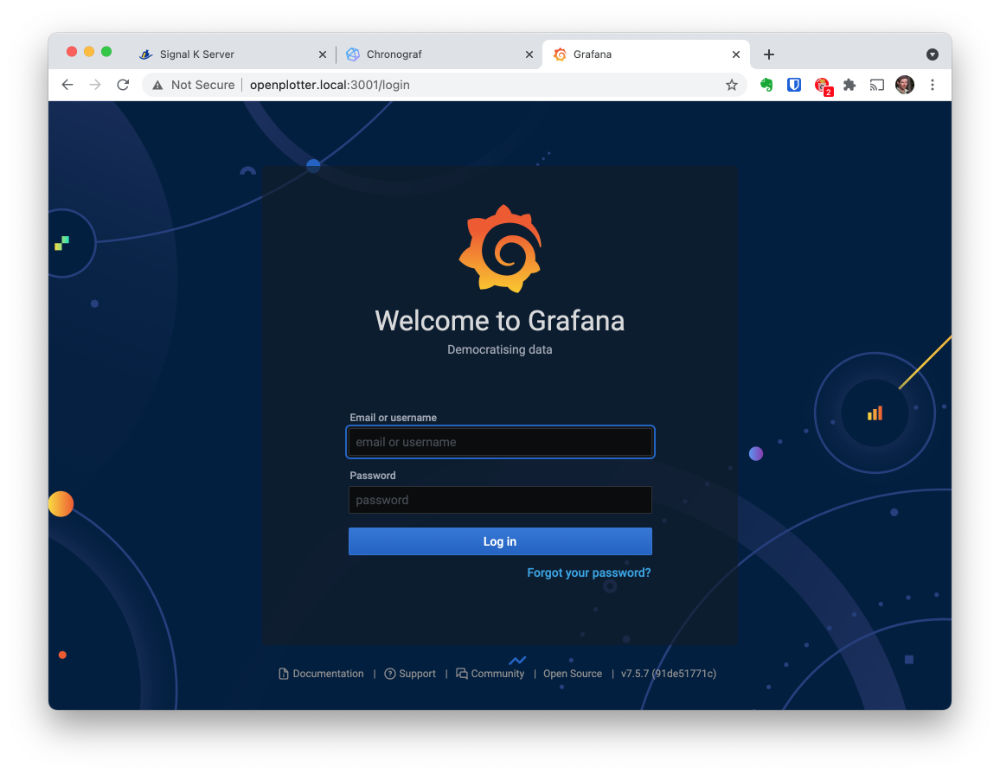 Signal K Server
Chronograf
Grafana
Not Secure | openplotter.local:3001/login
2
Welcome to Grafana
Democratising data
Email or username
email or username
Password
password
Log in
Forgot your password?
Documentation | Support | Community | Open Source | v7.5.7 (91de51771c)